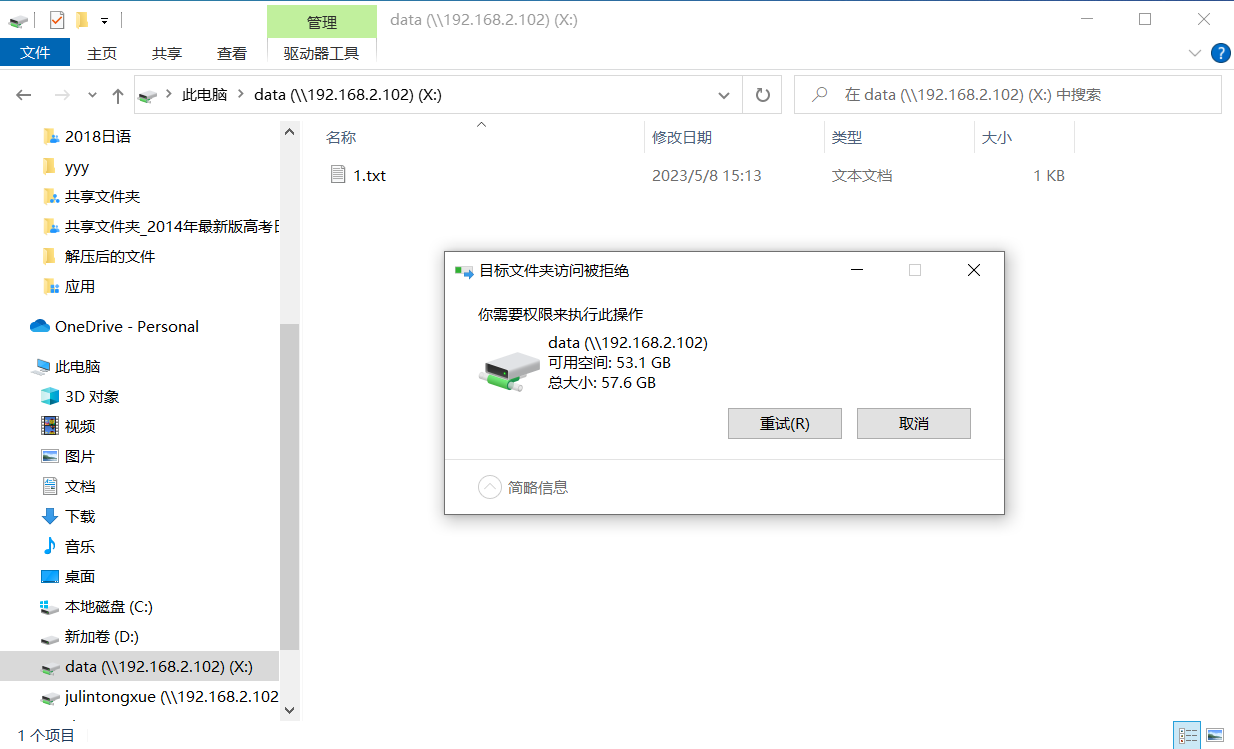 管理
data (\\192.168.2.102) (X:)
文件
主页
共享
查看
驱动器工具
此电脑
data (\\192.168.2.102) (X:)
在 data (\\192.168.2.102) (X:) 中搜索
2018日语
yyy
共享文件夹
共享文件夹_2014年最新版高考
解压后的文件
应用
OneDrive - Personal
此电脑
3D 对象
视频
图片
文档
下载
音乐
桌面
本地磁盘 (C:)
新加卷 (D:)
data (\\192.168.2.102) (X:)
julintongxue (\\192.168.2.102
名称
修改日期
类型
大小
1.txt
2023/5/8 15:13
文本文档
1 KB
目标文件夹访问被拒绝
你需要权限来执行此操作
data (\\192.168.2.102)
可用空间: 53.1 GB
总大小: 57.6 GB
重试(R)
取消
简略信息
1 个项目